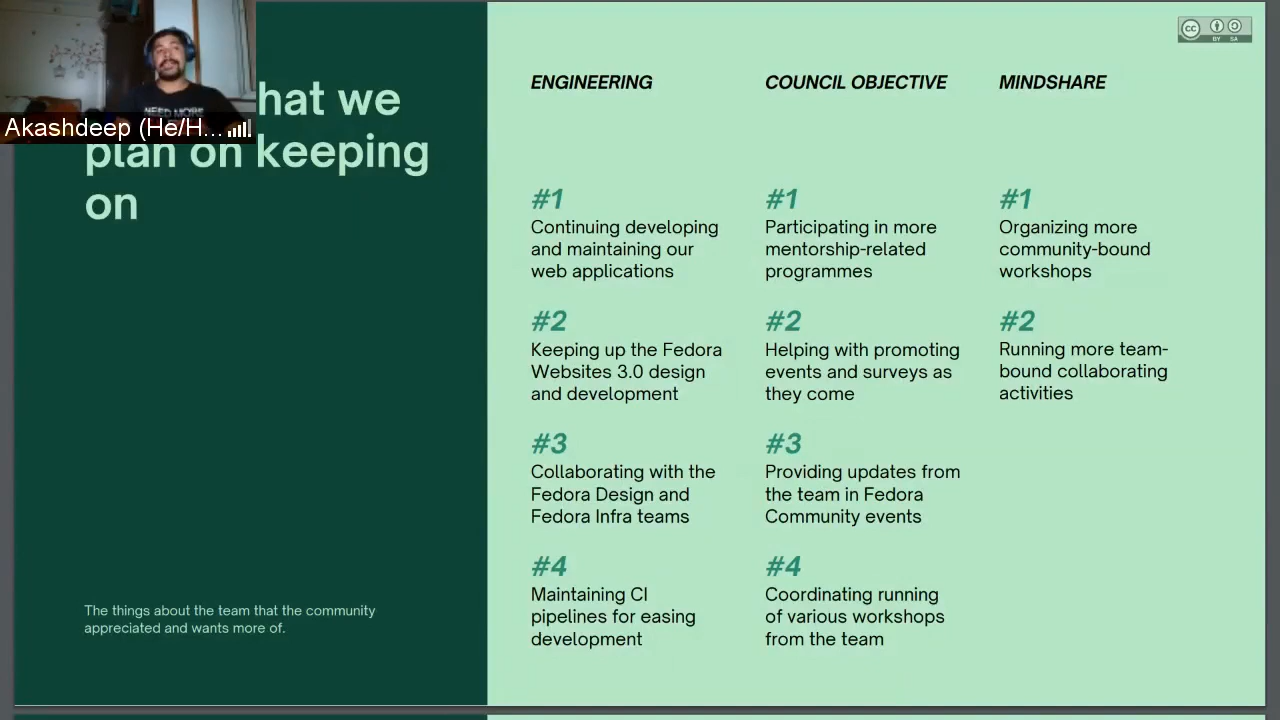 NEED MORE
Akashdeep (He/H...
hat we
plan on keeping
on
The things about the team that the community
appreciated and wants more of.
CC BY SA
ENGINEERING
#1
Continuing developing
and maintaining our
web applications
#2
Keeping up the Fedora
Websites 3.0 design
and development
#3
Collaborating with the
Fedora Design and
Fedora Infra teams
#4
Maintaining CI
pipelines for easing
development
COUNCIL OBJECTIVE
#1
Participating in more
mentorship-related
programmes
#2
Helping with promoting
events and surveys as
they come
#3
Providing updates from
the team in Fedora
Community events
#4
Coordinating running
of various workshops
from the team
MINDSHARE
#1
Organizing more
community-bound
workshops
#2
Running more team-
bound collaborating
activities